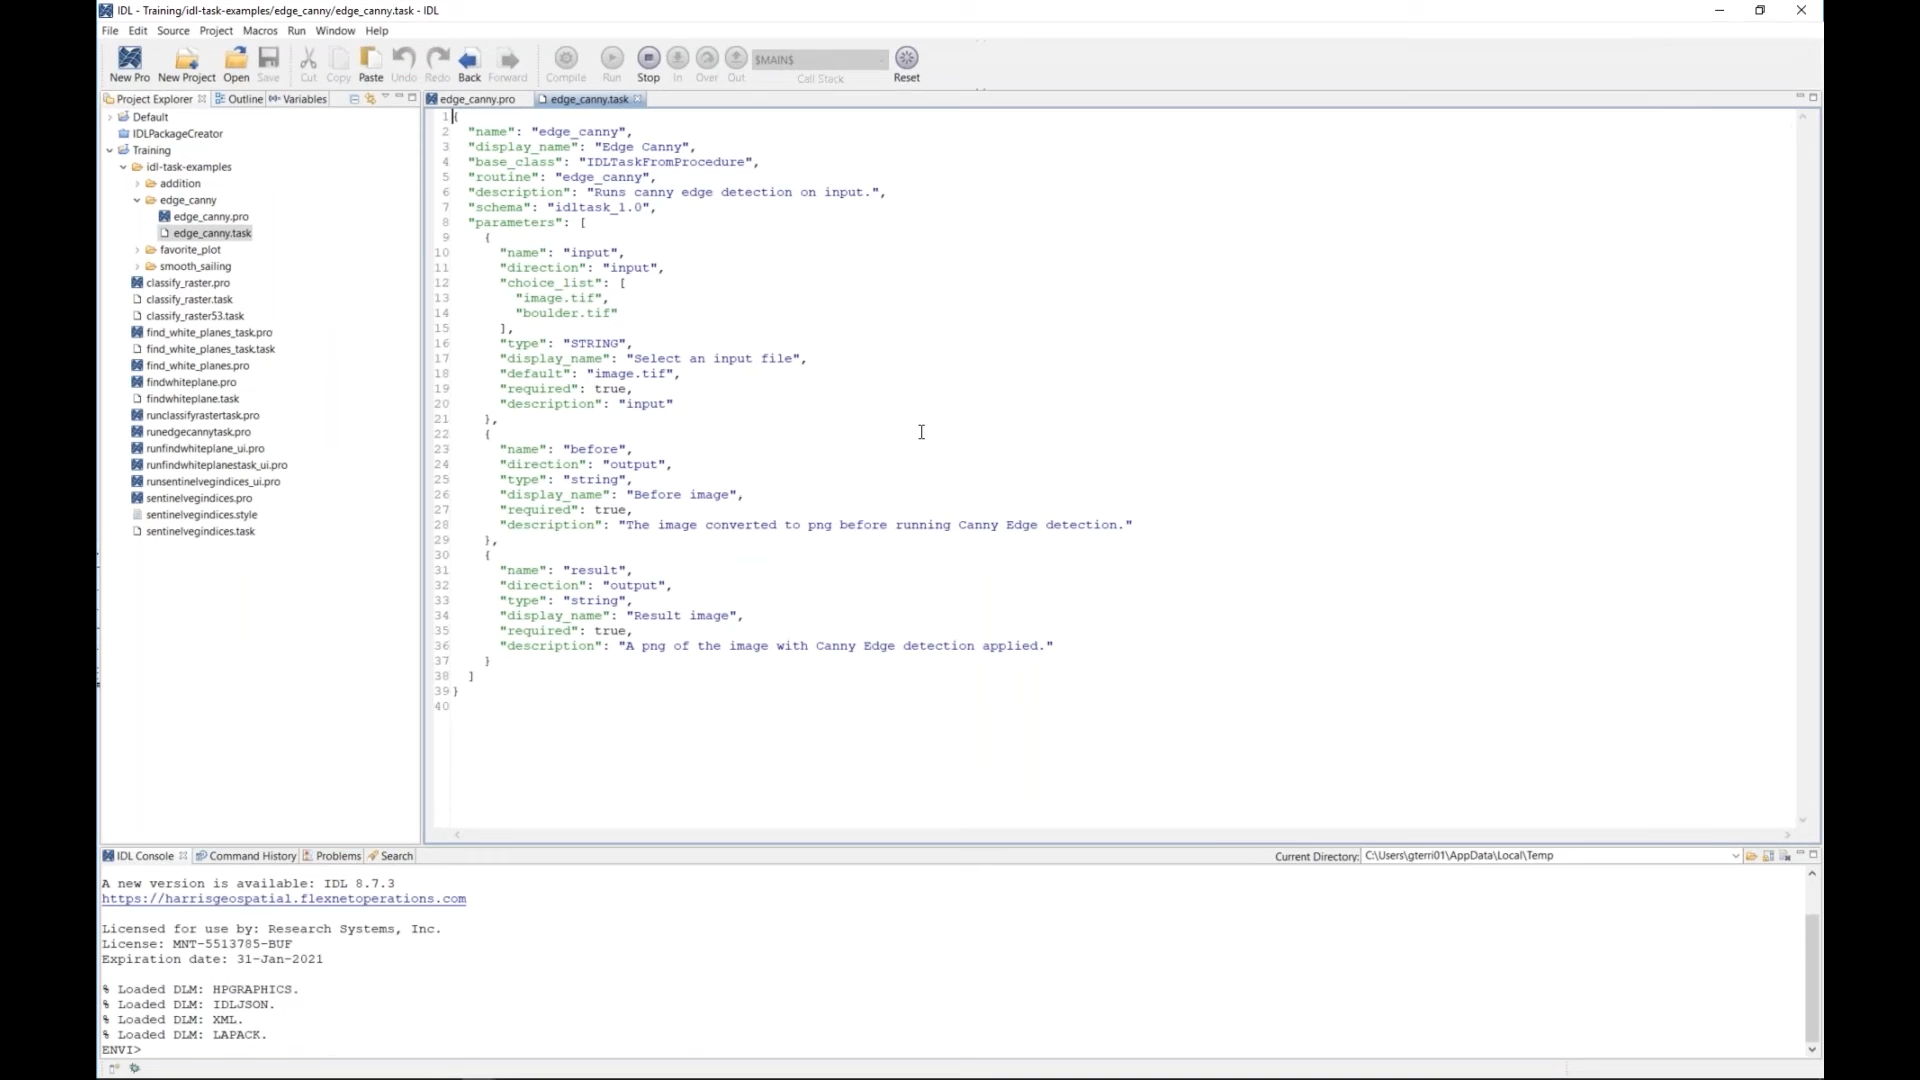 IDL - Training/idl-task-examples/edge_canny/edge_canny.task - IDL
File Edit Source Project Macros Run Window Help
New Pro New Project Open Save Cut Copy Paste Undo Redo Back Forward Compile Run Stop In Over Out $MAIN$ Call Stack Reset
Project Explorer Outline Variables
Default
IDLPackageCreator
Training
idl-task-examples
addition
edge_canny
edge_canny.pro
edge_canny.task
favorite_plot
smooth_sailing
classify_raster.pro
classify_raster.task
classify_raster53.task
find_white_planes_task.pro
find_white_planes_task.task
find_white_planes.pro
findwhiteplane.pro
findwhiteplane.task
runclassifyrastertask.pro
runedgecannytask.pro
runfindwhiteplane_ui.pro
runfindwhiteplanestask_ui.pro
runsentinelvegindices_ui.pro
sentinelvegindices.pro
sentinelvegindices.style
sentinelvegindices.task
edge_canny.pro edge_canny.task
1 {
2 "name": "edge_canny",
3 "display_name": "Edge Canny",
4 "base_class": "IDLTaskFromProcedure",
5 "routine": "edge_canny",
6 "description": "Runs canny edge detection on input.",
7 "schema": "idltask_1.0",
8 "parameters": [
9 {
10 "name": "input",
11 "direction": "input",
12 "choice_list": [
13 "image.tif",
14 "boulder.tif"
15 ],
16 "type": "STRING",
17 "display_name": "Select an input file",
18 "default": "image.tif",
19 "required": true,
20 "description": "input"
21 },
22 {
23 "name": "before",
24 "direction": "output",
25 "type": "string",
26 "display_name": "Before image",
27 "required": true,
28 "description": "The image converted to png before running Canny Edge detection."
29 },
30 {
31 "name": "result",
32 "direction": "output",
33 "type": "string",
34 "display_name": "Result image",
35 "required": true,
36 "description": "A png of the image with Canny Edge detection applied."
37 }
38 ]
39 }
40
IDL Console Command History Problems Search Current Directory: C:\Users\gterri01\AppData\Local\Temp
A new version is available: IDL 8.7.3
https://harrisgeospatial.flexnetoperations.com
Licensed for use by: Research Systems, Inc.
License: MNT-5513785-BUF
Expiration date: 31-Jan-2021
% Loaded DLM: HPGRAPHICS.
% Loaded DLM: IDLJSON.
% Loaded DLM: XML.
% Loaded DLM: LAPACK.
ENVI>